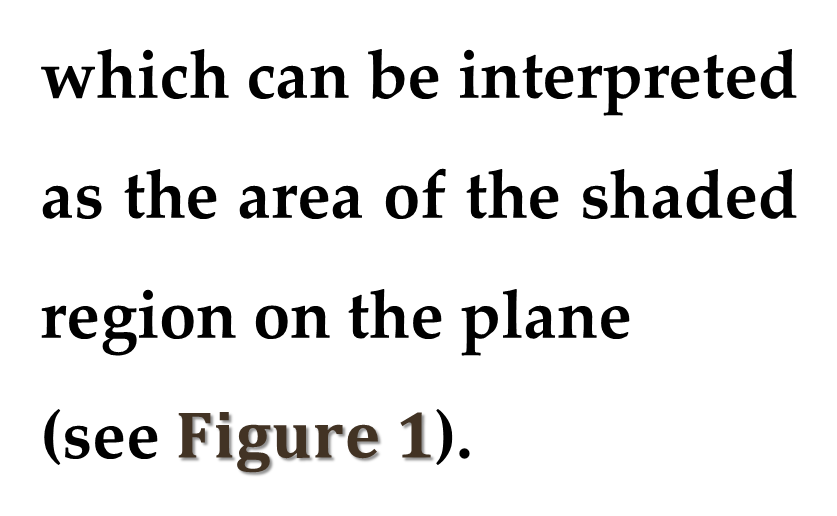 which can be interpreted
as the area of the shaded
region on the plane
(see Figure 1).